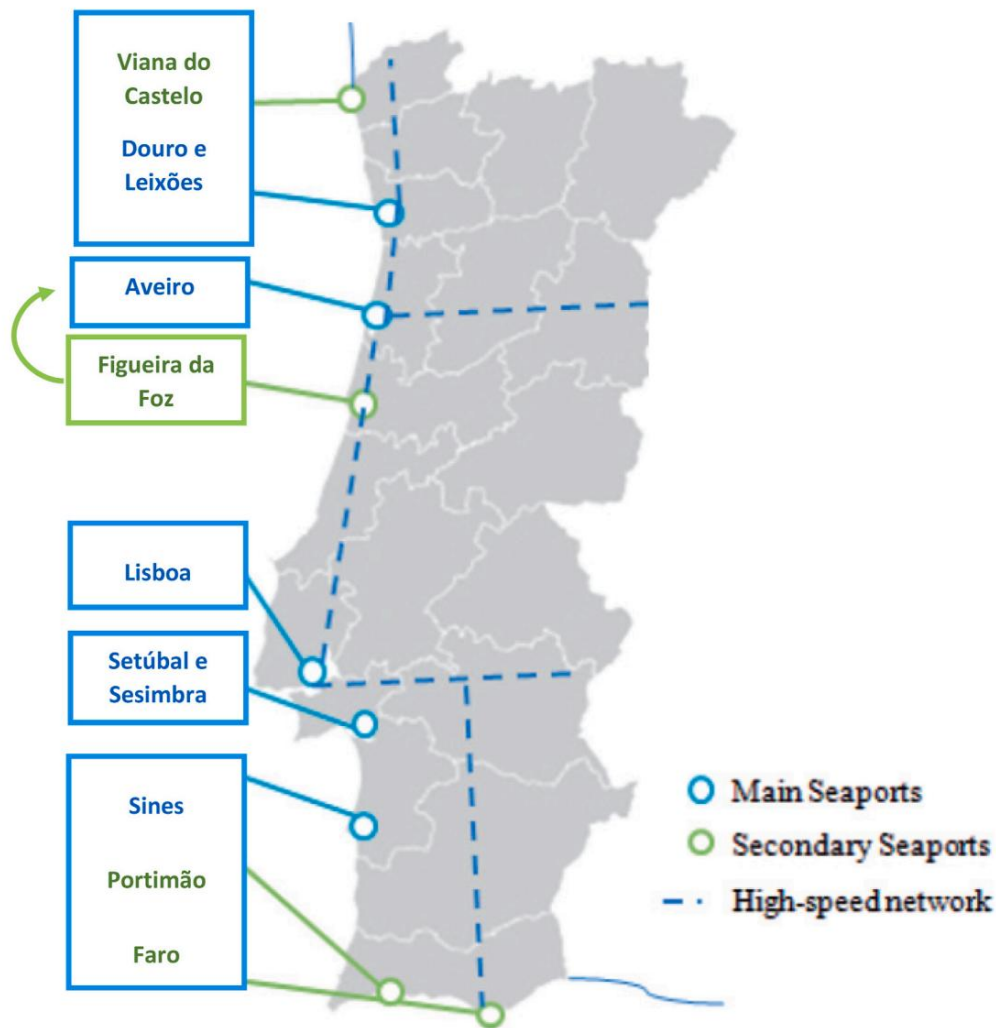 Viana do
Castelo
Douro e
Leixões
Aveiro
Figueira da
Foz
Lisboa
Setúbal e
Sesimbra
Sines
Portimão
Faro
Main Seaports
Secondary Seaports
High-speed network